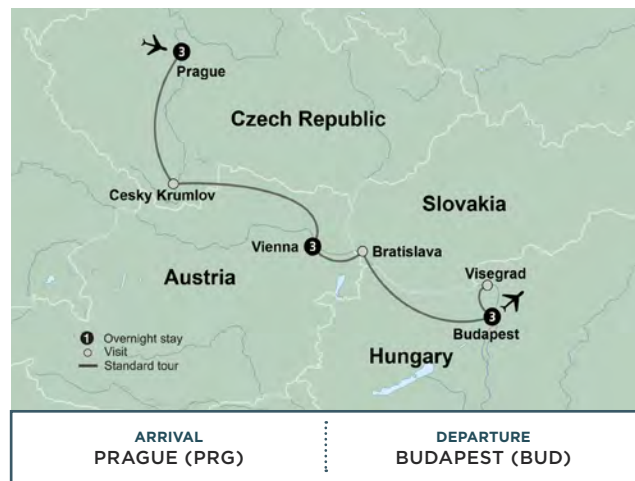 3
Prague
Czech Republic
Cesky Krumlov
Slovakia
Vienna
3
Bratislava
Visegrad
Austria
3
Budapest
Hungary
1 Overnight stay
Visit
Standard tour
ARRIVAL
PRAGUE (PRG)
DEPARTURE
BUDAPEST (BUD)